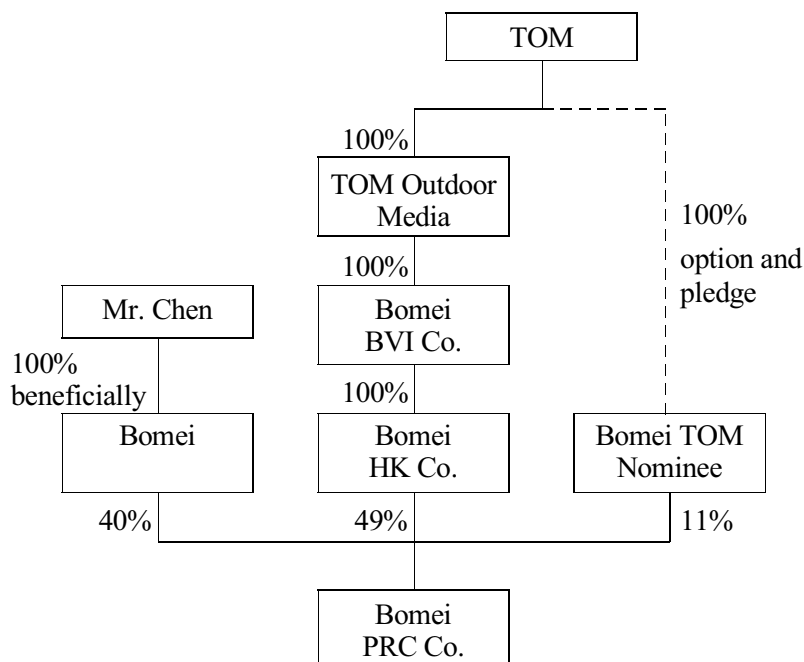 TOM
100%
TOM Outdoor
Media
100%
option and
pledge
100%
Mr. Chen
Bomei
BVI Co.
100%
beneficially
100%
Bomei
Bomei
HK Co.
Bomei TOM
Nominee
40%
49%
11%
Bomei
PRC Co.